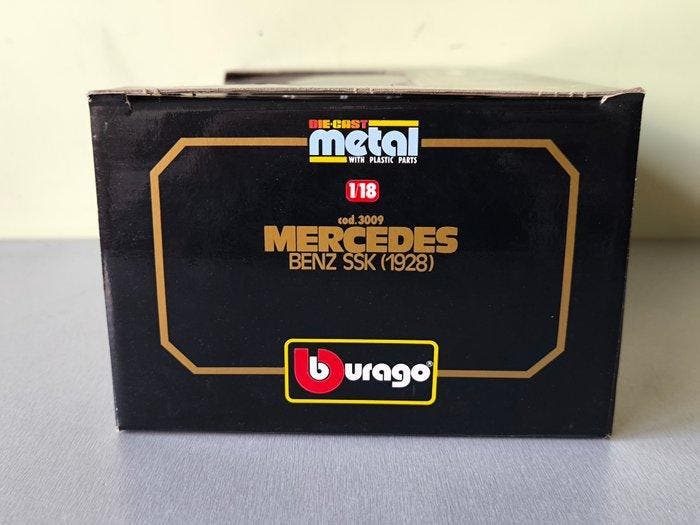 DIE-CAST
metal
WITH PLASTIC PARTS
1/18
cod.3009
MERCEDES
BENZ SSK (1928)
burago®